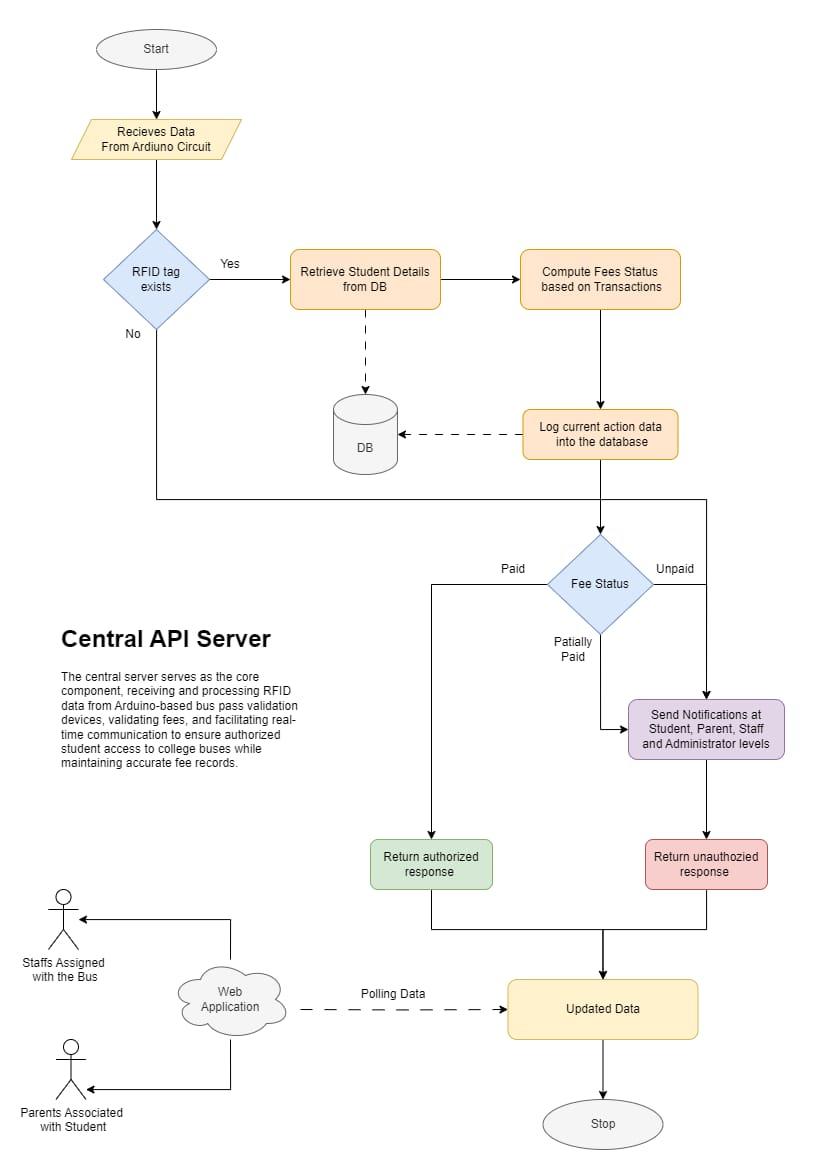 Start
Recieves Data
From Ardiuno Circuit
RFID tag
exists
Yes
No
Retrieve Student Details
from DB
Compute Fees Status
based on Transactions
DB
Log current action data
into the database
Paid
Fee Status
Unpaid
Patially
Paid
Central API Server
The central server serves as the core
component, receiving and processing RFID
data from Arduino-based bus pass validation
devices, validating fees, and facilitating real-
time communication to ensure authorized
student access to college buses while
maintaining accurate fee records.
Send Notifications at
Student, Parent, Staff
and Administrator levels
Return authorized
response
Return unauthozied
response
Staffs Assigned
with the Bus
Web
Application
Polling Data
Updated Data
Parents Associated
with Student
Stop